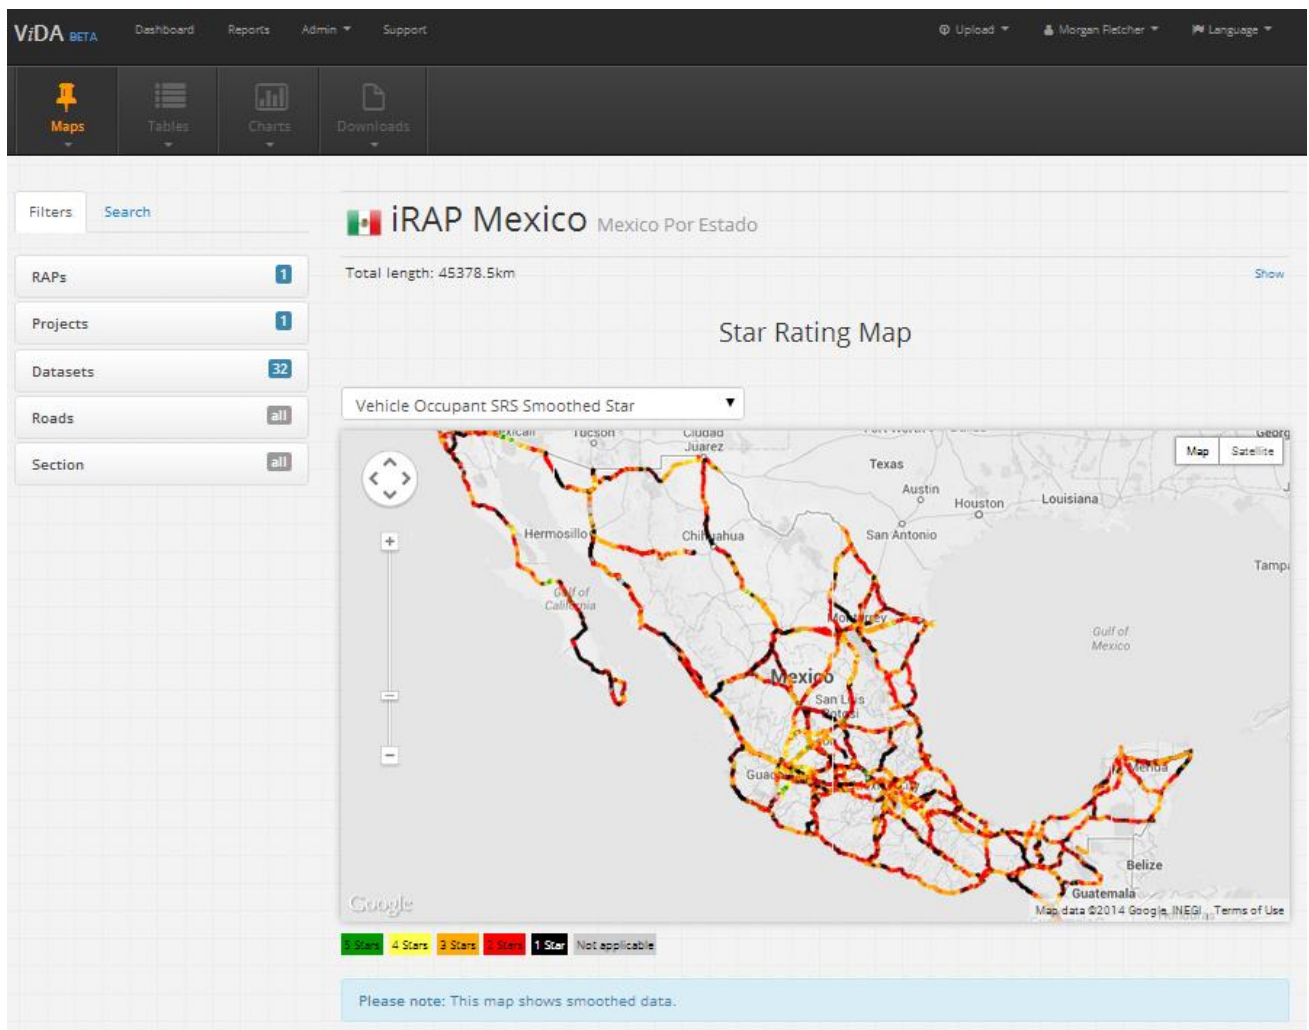 ViDA BETA Dashboard Reports Admin Support Upload Morgan Fletcher Language
Maps Tables Charts Downloads
Filters Search
iRAP Mexico Mexico Por Estado
RAPs 1
Total length: 45378.5km Show
Projects 1
Star Rating Map
Datasets 32
Roads all
Section all
Vehicle Occupant SRS Smoothed Star
Tucson
Ciudad
Juarez
Map Satellite
Texas
Austin
Houston
Louisiana
Hermosillo
Chihuahua
San Antonio
Gulf of
California
Monterrey
Gulf of
Mexico
Mexico
San Luis
Potosi
Merida
Belize
Guatemala
Google
Map data ©2014 Google, INEGI Terms of Use
5 Stars 4 Stars 3 Stars 2 Stars 1 Star Not applicable
Please note: This map shows smoothed data.